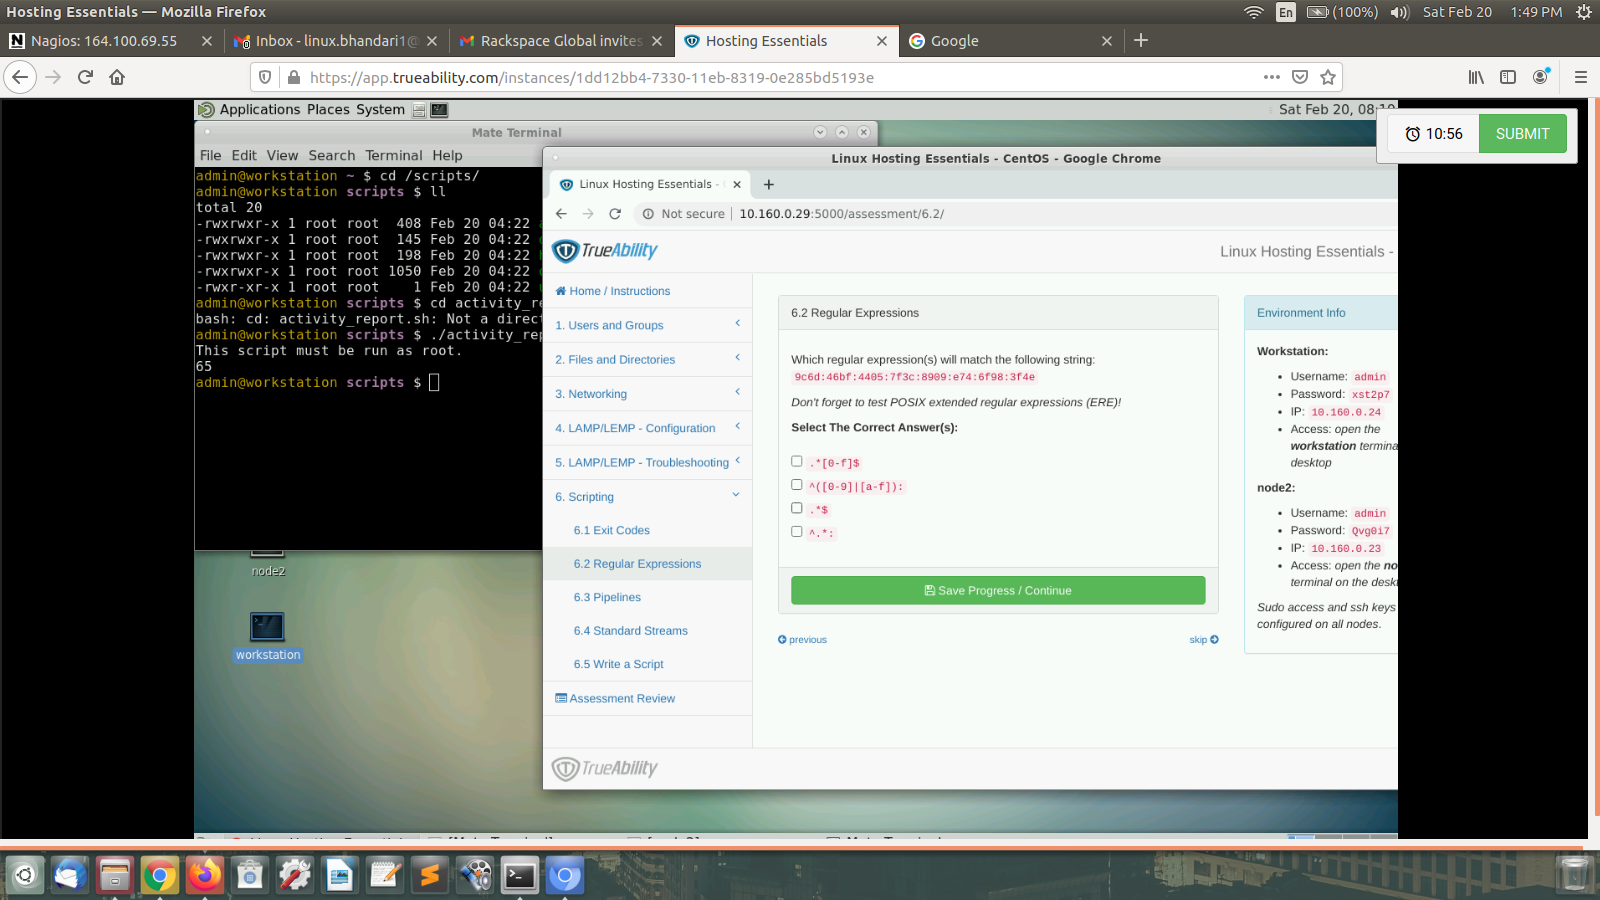 Hosting Essentials — Mozilla Firefox
En (100%) Sat Feb 20 1:49 PM
Nagios: 164.100.69.55
Inbox - linux.bhandari1@
Rackspace Global invites
Hosting Essentials
Google
https://app.trueability.com/instances/1dd12bb4-7330-11eb-8319-0e285bd5193e
Applications Places System
Sat Feb 20,
10:56 SUBMIT
Mate Terminal
File Edit View Search Terminal Help
admin@workstation ~ $ cd /scripts/
admin@workstation scripts $ ll
total 20
-rwxrwxr-x 1 root root 408 Feb 20 04:22
-rwxrwxr-x 1 root root 145 Feb 20 04:22
-rwxrwxr-x 1 root root 198 Feb 20 04:22
-rwxrwxr-x 1 root root 1050 Feb 20 04:22
-rwxr-xr-x 1 root root 1 Feb 20 04:22
admin@workstation scripts $ cd activity_re
bash: cd: activity_report.sh: Not a direct
admin@workstation scripts $ ./activity_rep
This script must be run as root.
65
admin@workstation scripts $
node2
workstation
Linux Hosting Essentials - CentOS - Google Chrome
Linux Hosting Essentials -
Not secure 10.160.0.29:5000/assessment/6.2/
TrueAbility
Linux Hosting Essentials -
Home / Instructions
1. Users and Groups
2. Files and Directories
3. Networking
4. LAMP/LEMP - Configuration
5. LAMP/LEMP - Troubleshooting
6. Scripting
6.1 Exit Codes
6.2 Regular Expressions
6.3 Pipelines
6.4 Standard Streams
6.5 Write a Script
Assessment Review
6.2 Regular Expressions
Which regular expression(s) will match the following string:
9c6d:46bf:4405:7f3c:8909:e74:6f98:3f4e
Don't forget to test POSIX extended regular expressions (ERE)!
Select The Correct Answer(s):
.*[0-f]$
^([0-9]|[a-f]):
.*$
^.*:
Save Progress / Continue
previous
skip
Environment Info
Workstation:
Username: admin
Password: xst2p7
IP: 10.160.0.24
Access: open the
workstation termina
desktop
node2:
Username: admin
Password: Qvg0i7
IP: 10.160.0.23
Access: open the no
terminal on the deskt
Sudo access and ssh keys
configured on all nodes.
TrueAbility